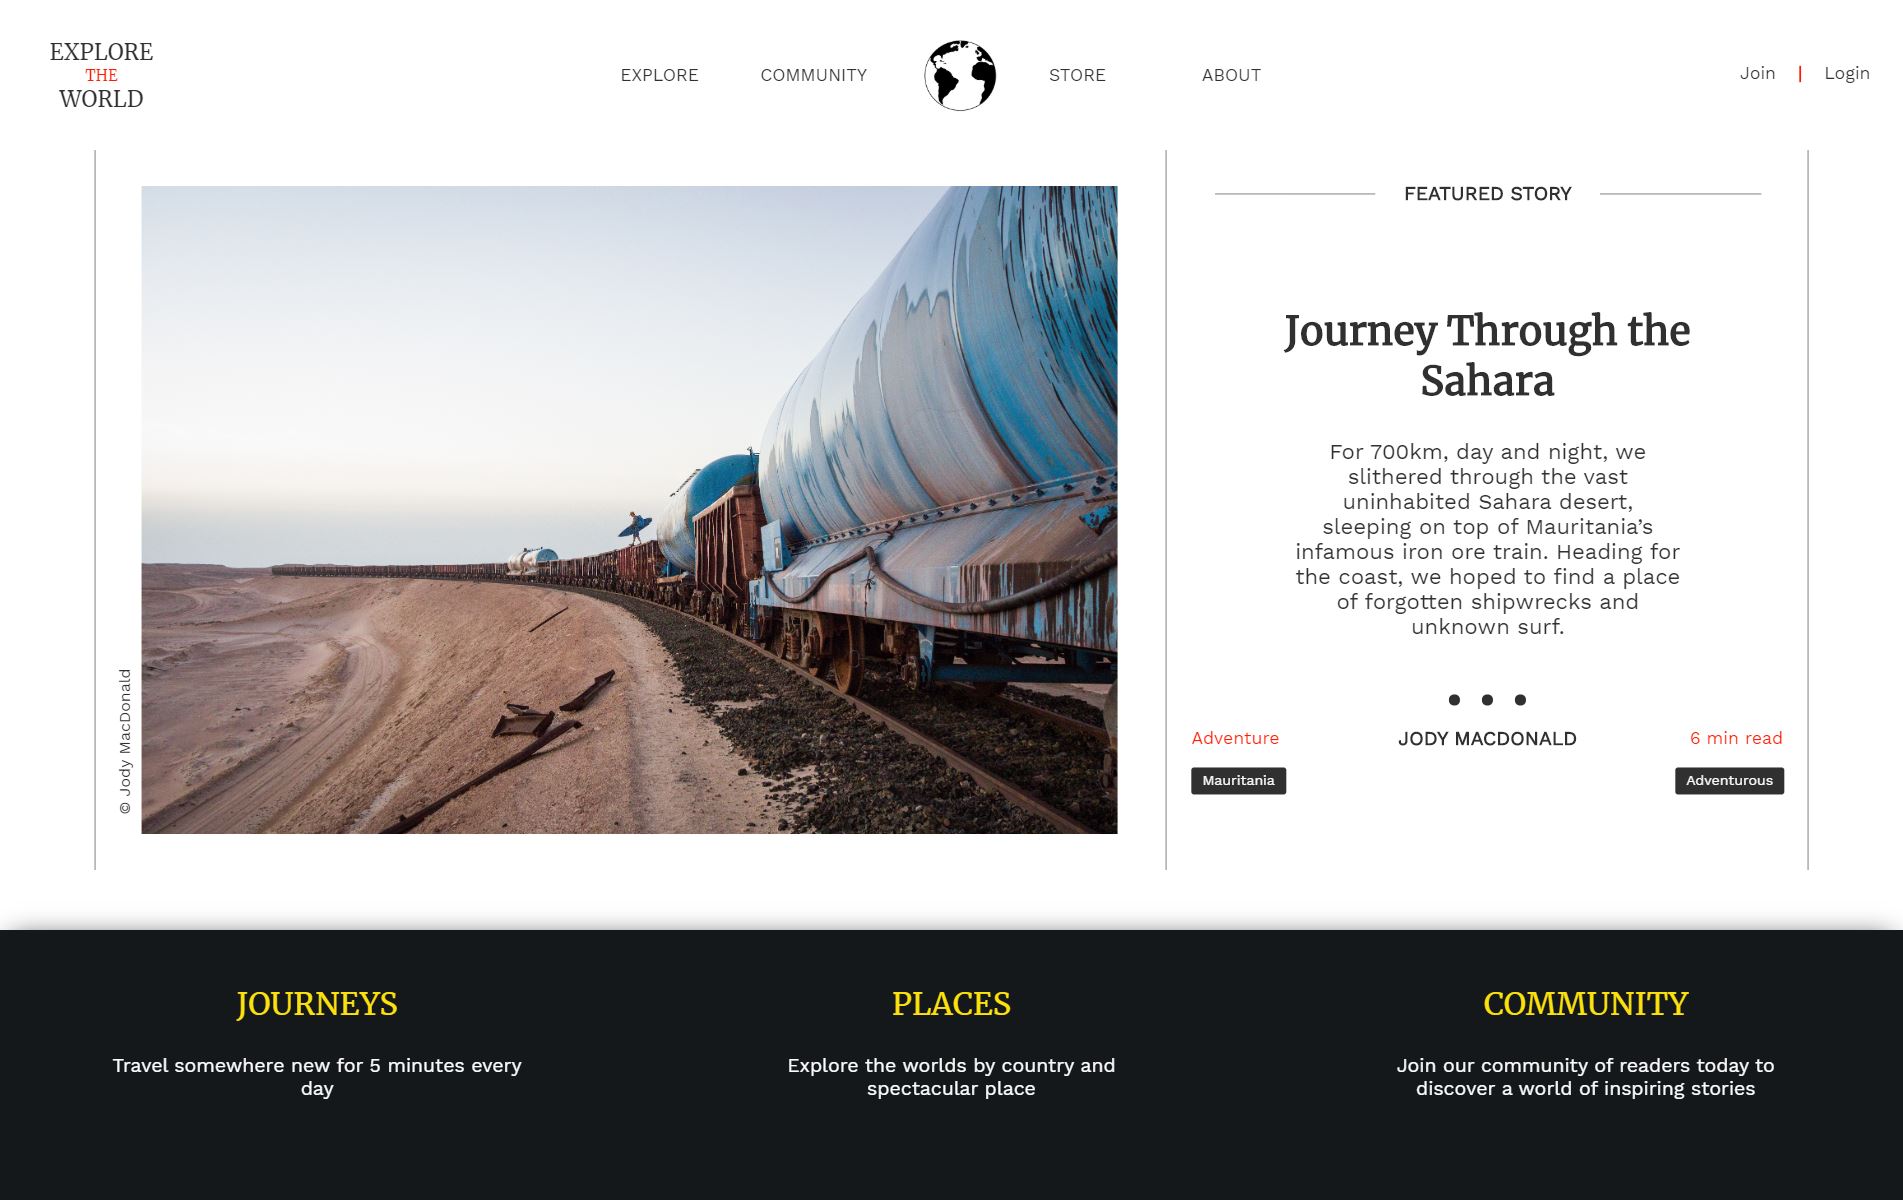 EXPLORE
THE
WORLD
EXPLORE
COMMUNITY
STORE
ABOUT
Join | Login
© Jody MacDonald
FEATURED STORY
Journey Through the
Sahara
For 700km, day and night, we
slithered through the vast
uninhabited Sahara desert,
sleeping on top of Mauritania’s
infamous iron ore train. Heading for
the coast, we hoped to find a place
of forgotten shipwrecks and
unknown surf.
Adventure
JODY MACDONALD
6 min read
Mauritania
Adventurous
JOURNEYS
Travel somewhere new for 5 minutes every
day
PLACES
Explore the worlds by country and
spectacular place
COMMUNITY
Join our community of readers today to
discover a world of inspiring stories